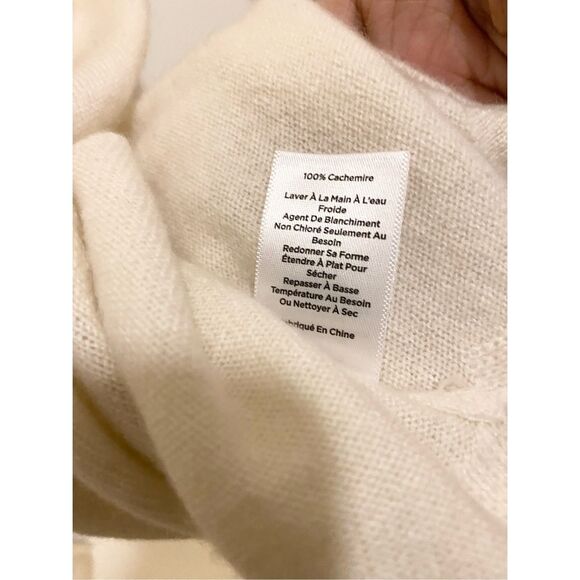 100% Cachemire
Laver À La Main À L'eau
Froide
Agent De Blanchiment
Non Chloré Seulement Au
Besoin
Redonner Sa Forme
Étendre À Plat Pour
Sécher
Repasser À Basse
Température Au Besoin
Ou Nettoyer À Sec
En Chine